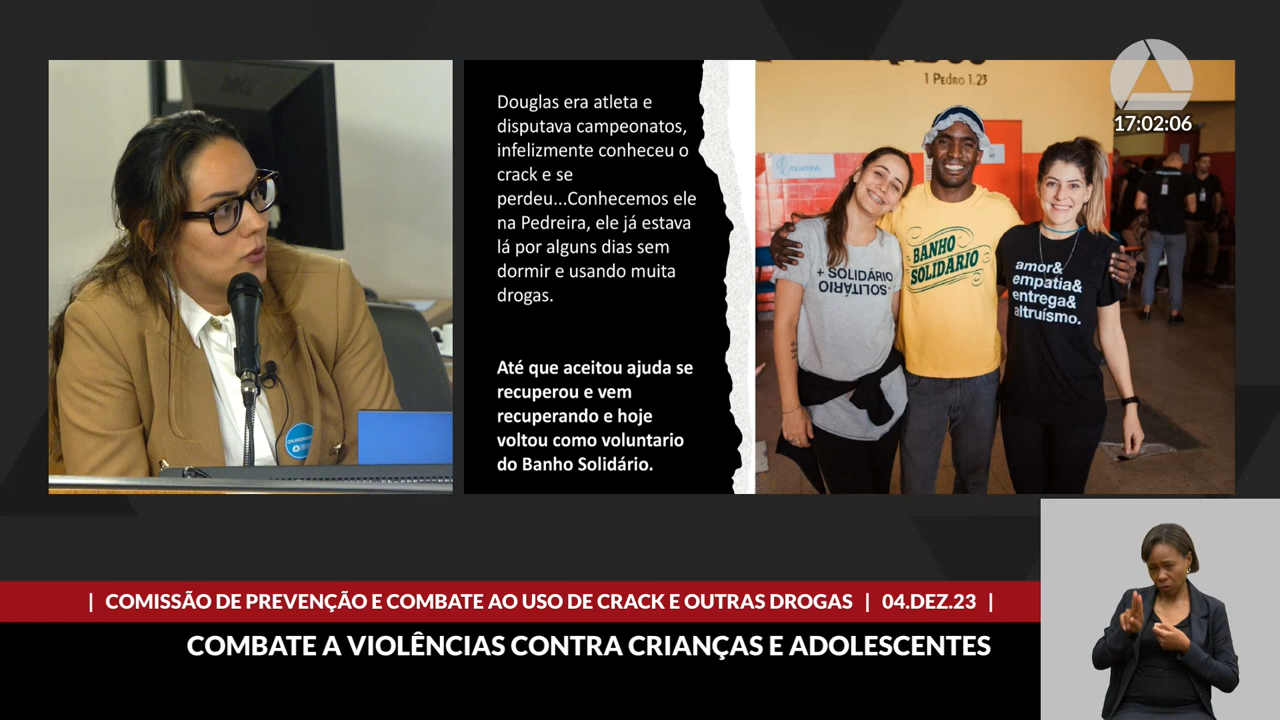 DELL
1 PEDRO 1.23
17:02:06
Douglas era atleta e
disputava campeonatos,
infelizmente conheceu o
crack e se
perdeu...Conhecemos ele
na Pedreira, ele já estava
lá por alguns dias sem
dormir e usando muita
drogas.
Até que aceitou ajuda se
recuperou e vem
recuperando e hoje
voltou como voluntario
do Banho Solidário.
+ SOLIDÁRIO
-SOLITÁRIO
BANHO
SOLIDÁRIO
amor&
empatia&
entrega&
altruísmo.
| COMISSÃO DE PREVENÇÃO E COMBATE AO USO DE CRACK E OUTRAS DROGAS | 04.DEZ.23 |
COMBATE A VIOLÊNCIAS CONTRA CRIANÇAS E ADOLESCENTES